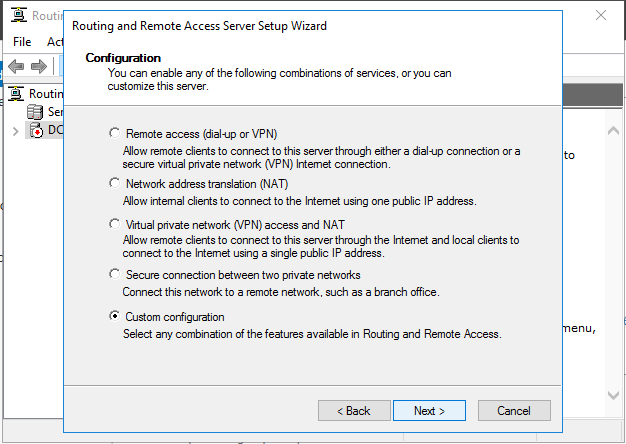 Routing and Remote Access Server Setup Wizard
File
Configuration
You can enable any of the following combinations of services, or you can
customize this server.
Routin
Ser
DC
Remote access (dial-up or VPN)
Allow remote clients to connect to this server through either a dial-up connection or a
secure virtual private network (VPN) Internet connection.
to
Network address translation (NAT)
Allow internal clients to connect to the Internet using one public IP address.
Virtual private network (VPN) access and NAT
Allow remote clients to connect to this server through the Internet and local clients to
connect to the Internet using a single public IP address.
Secure connection between two private networks
Connect this network to a remote network, such as a branch office.
Custom configuration
Select any combination of the features available in Routing and Remote Access.
menu,
< Back
Next >
Cancel